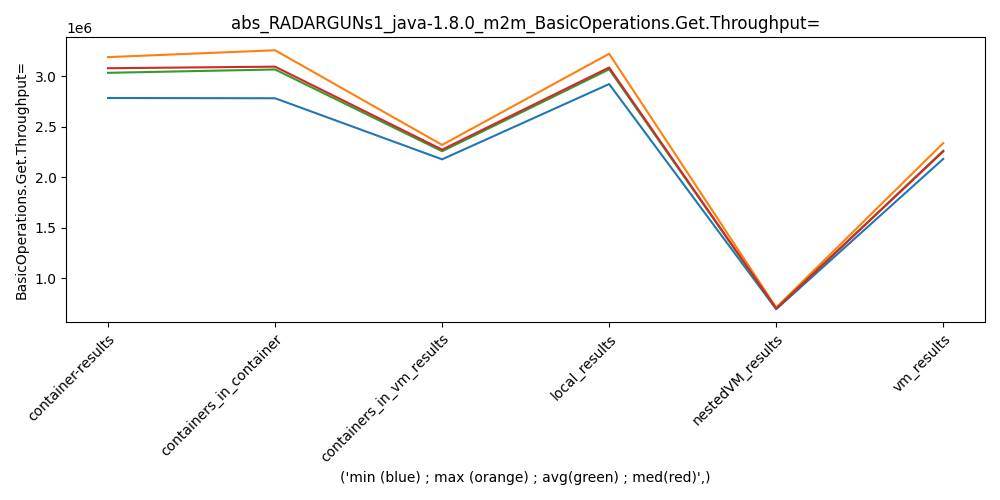 abs_RADARGUNs1_java-1.8.0_m2m_BasicOperations.Get.Throughput=
1e6
3.0
2.5
2.0
1.5
1.0
BasicOperations.Get.Throughput=
container-results
containers_in_container
containers_in_vm_results
local_results
nestedVM_results
vm_results
('min (blue) ; max (orange) ; avg(green) ; med(red)',)